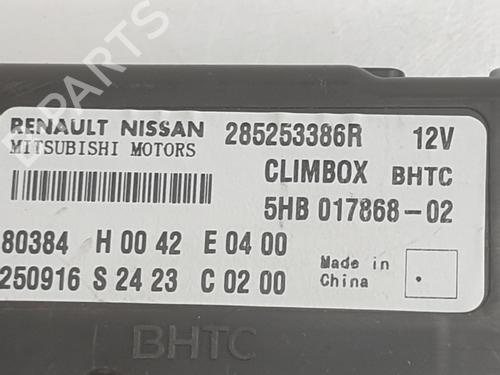 RENAULT NISSAN 285253386R 12V
MITSUBISHI MOTORS
CLIMBOX BHTC
5HB 017868-02
80384 H 00 42 E 04 00
250916 S 24 23 C 02 00
Made in
China
BHTC
B-PARTS